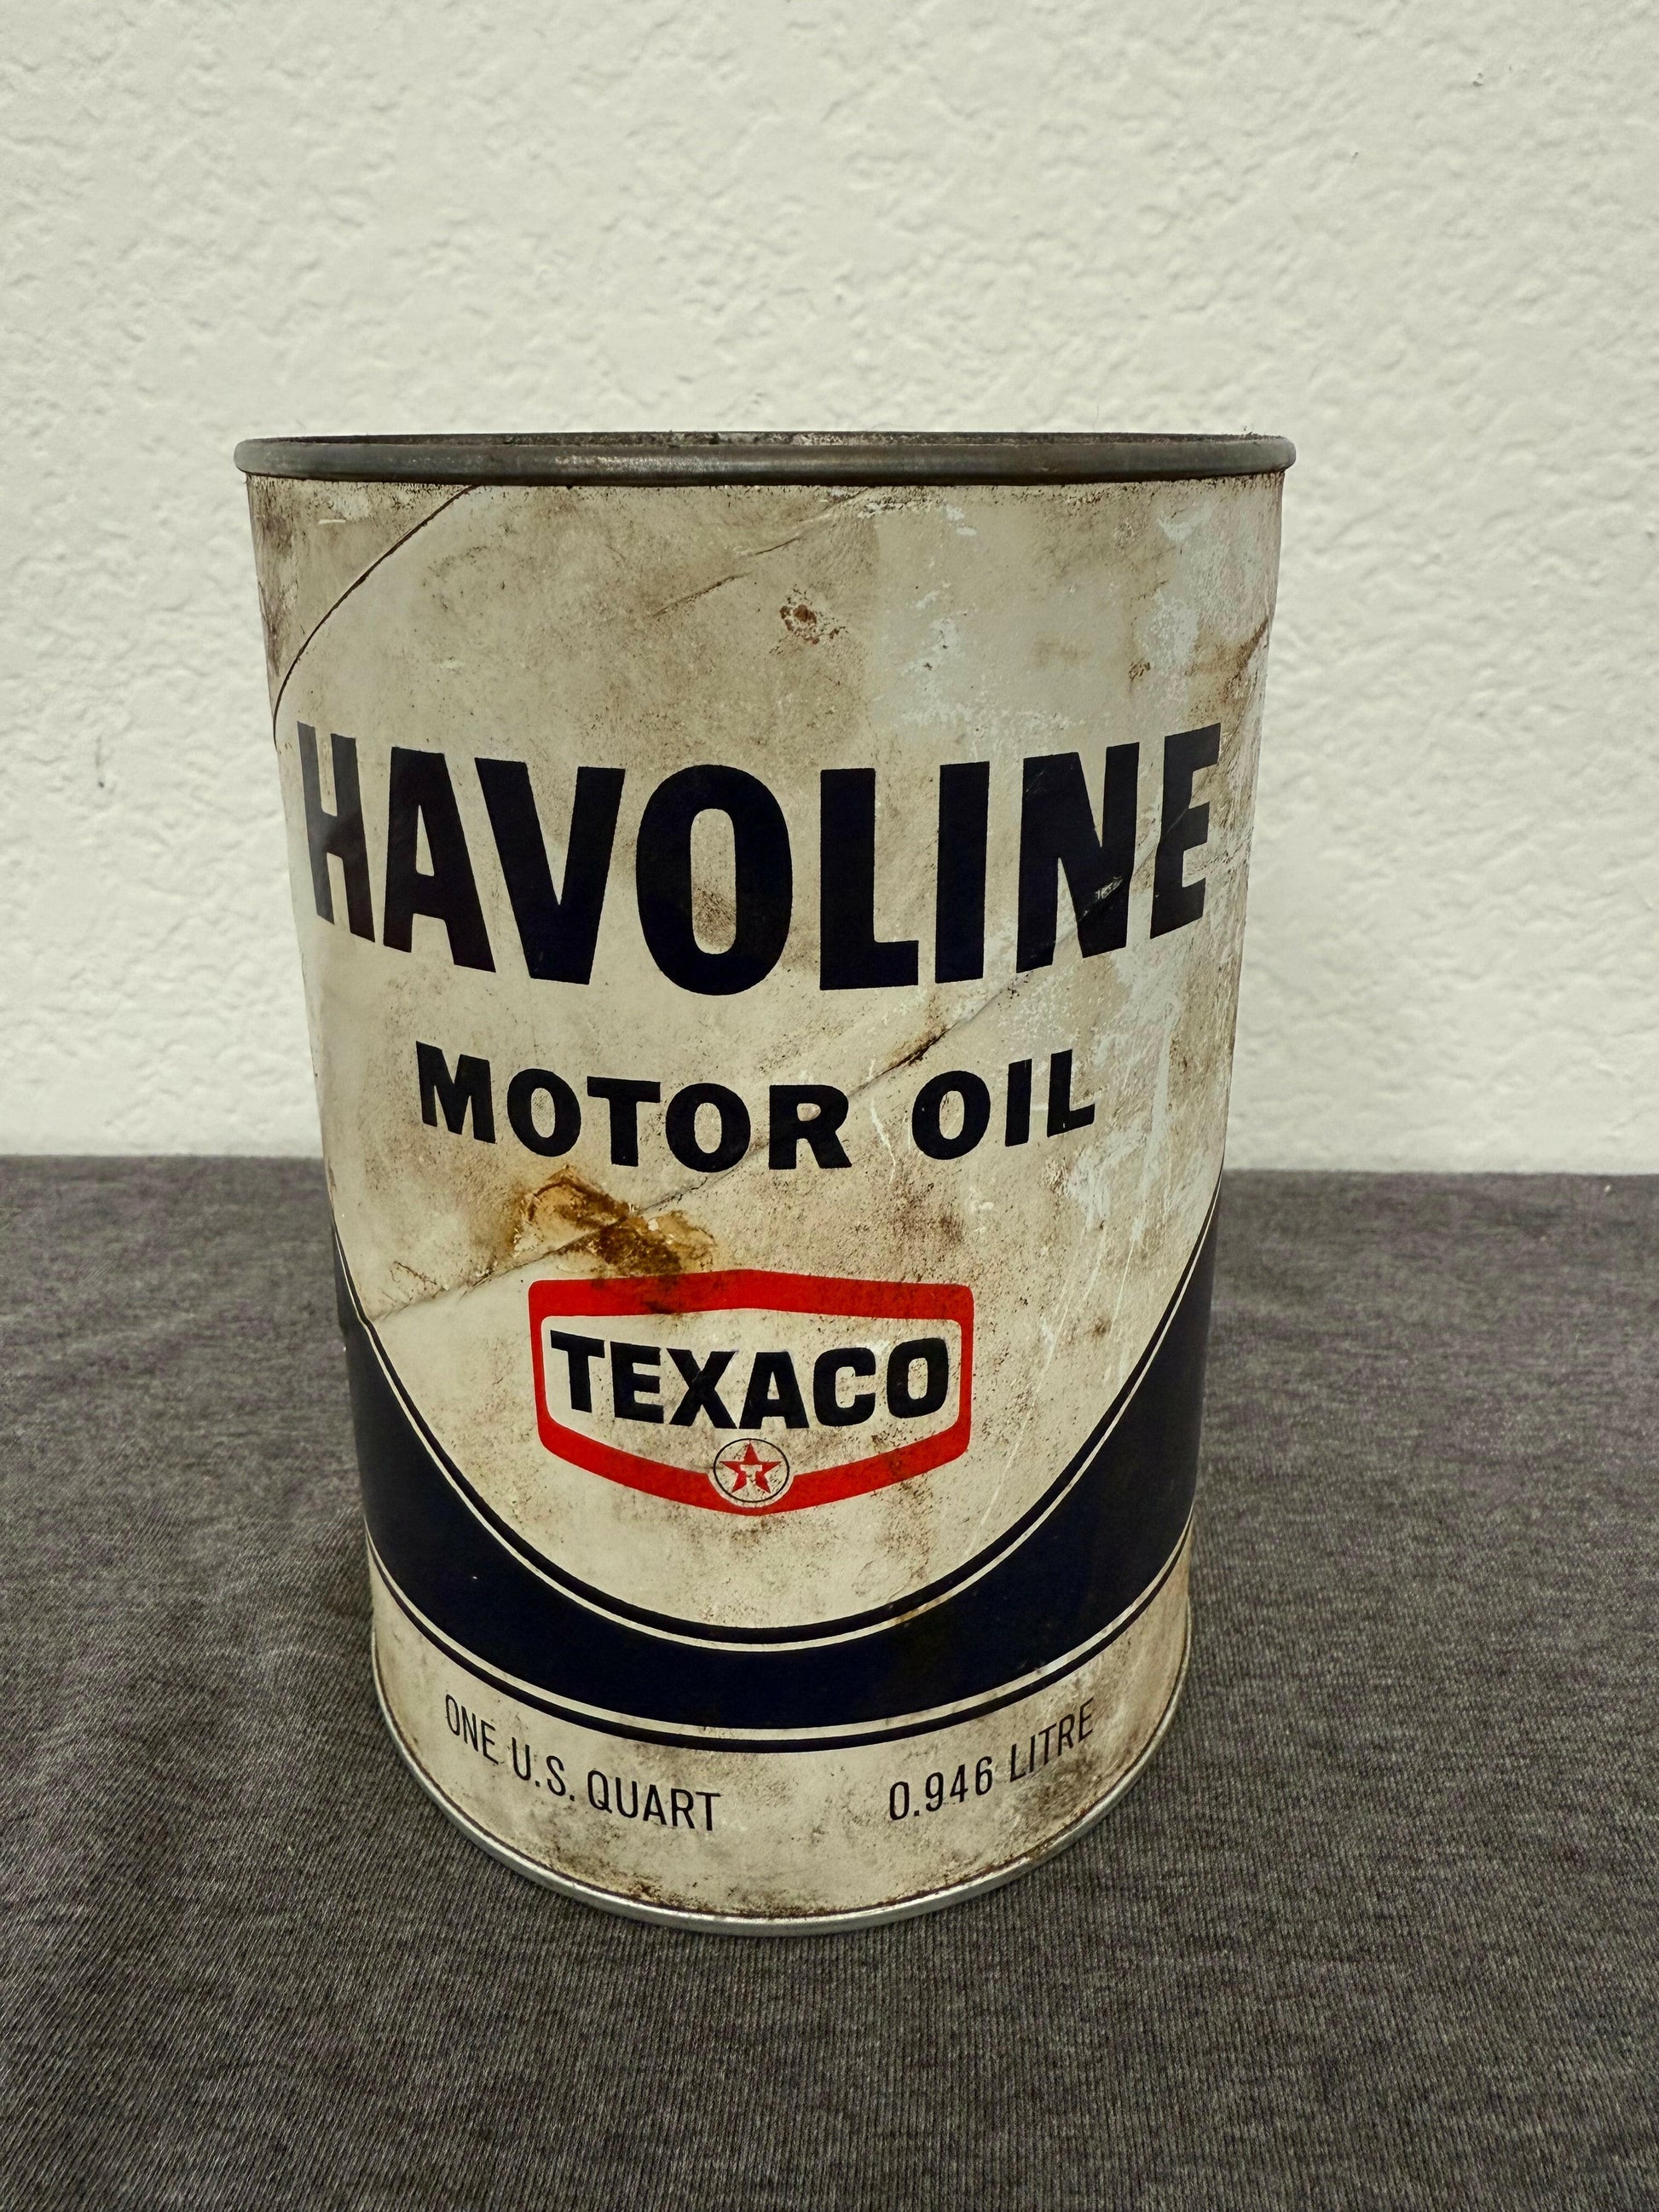 HAVOLINE
MOTOR OIL
TEXACO
T
ONE U.S. QUART 0.946 LITRE